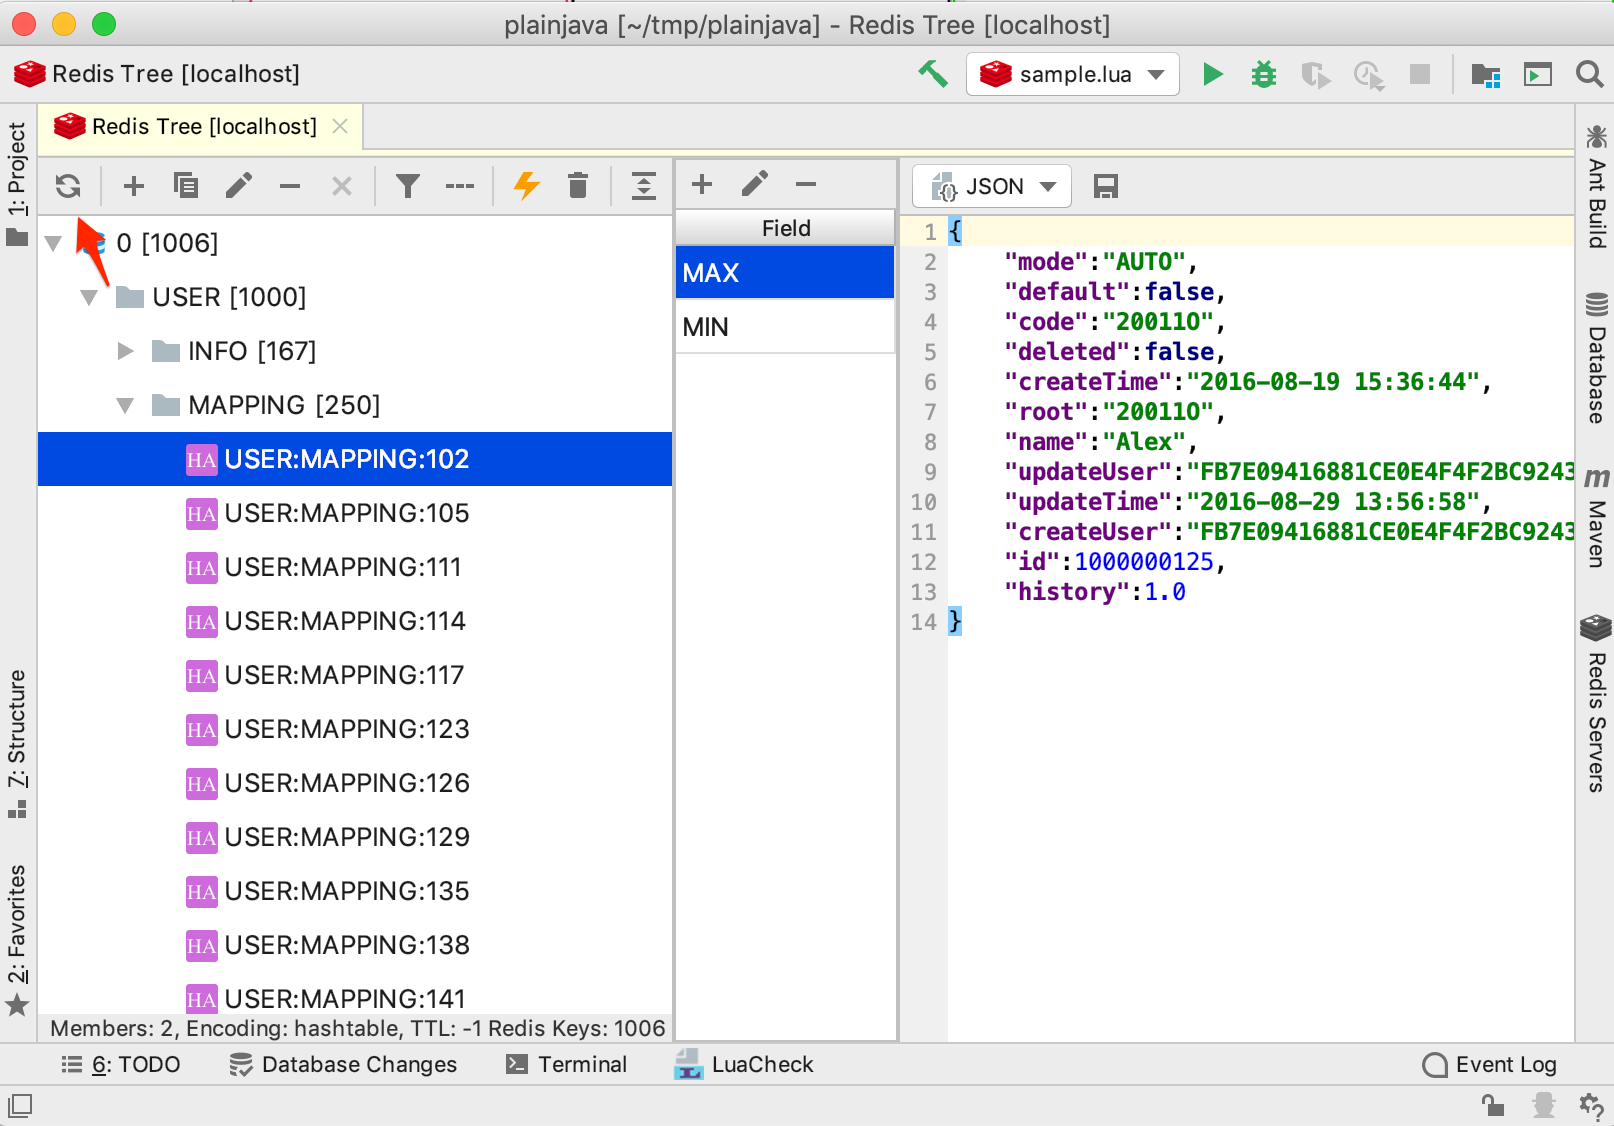 plainjava [~/tmp/plainjava] - Redis Tree [localhost]
Redis Tree [localhost]
sample.lua
Redis Tree [localhost]
1: Project
7: Structure
2: Favorites
0 [1006]
USER [1000]
INFO [167]
MAPPING [250]
HA USER:MAPPING:102
HA USER:MAPPING:105
HA USER:MAPPING:111
HA USER:MAPPING:114
HA USER:MAPPING:117
HA USER:MAPPING:123
HA USER:MAPPING:126
HA USER:MAPPING:129
HA USER:MAPPING:135
HA USER:MAPPING:138
HA USER:MAPPING:141
Members: 2, Encoding: hashtable, TTL: -1 Redis Keys: 1006
Field
MAX
MIN
JSON
1 {
2 "mode":"AUTO",
3 "default":false,
4 "code":"20011O",
5 "deleted":false,
6 "createTime":"2016-08-19 15:36:44",
7 "root":"20011O",
8 "name":"Alex",
9 "updateUser":"FB7E09416881CE0E4F4F2BC9243
10 "updateTime":"2016-08-29 13:56:58",
11 "createUser":"FB7E09416881CE0E4F4F2BC9243
12 "id":1000000125,
13 "history":1.0
14 }
Ant Build
Database
m Maven
Redis Servers
6: TODO
Database Changes
Terminal
LuaCheck
Event Log